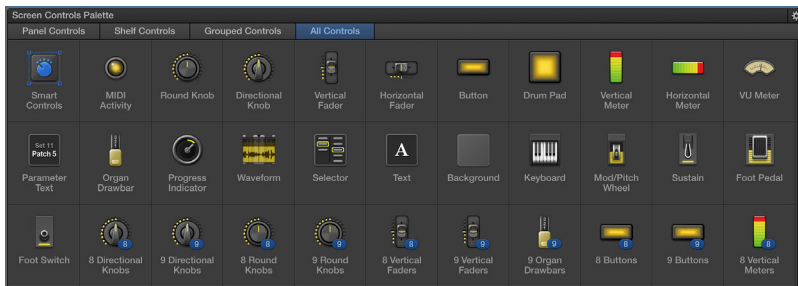 Screen Controls Palette
Panel Controls Shelf Controls Grouped Controls All Controls
Smart Controls
MIDI Activity
Round Knob
Directional Knob
Vertical Fader
Horizontal Fader
Button
Drum Pad
Vertical Meter
Horizontal Meter
VU Meter
Set 11
Patch 5
Parameter Text
Organ Drawbar
Progress Indicator
Waveform
Selector
A
Text
Background
Keyboard
Mod/Pitch Wheel
Sustain
Foot Pedal
Foot Switch
8
8 Directional Knobs
9
9 Directional Knobs
8
8 Round Knobs
9
9 Round Knobs
8
8 Vertical Faders
9
9 Vertical Faders
9
9 Organ Drawbars
8
8 Buttons
9
9 Buttons
8
8 Vertical Meters